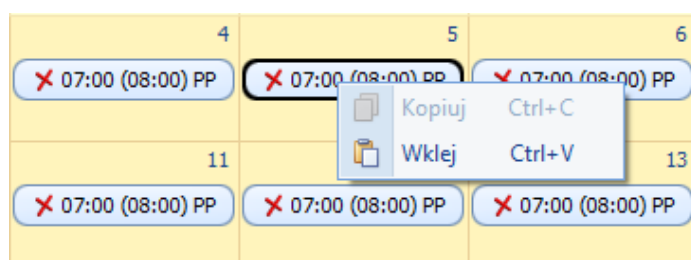 4 5 6
07:00 (08:00) PP 07:00 (08:00) PP 07:00 (08:00) PP
Kopiuj Ctrl+C
Wklej Ctrl+V
11 13
07:00 (08:00) PP 07:00 (08:00) PP 07:00 (08:00) PP